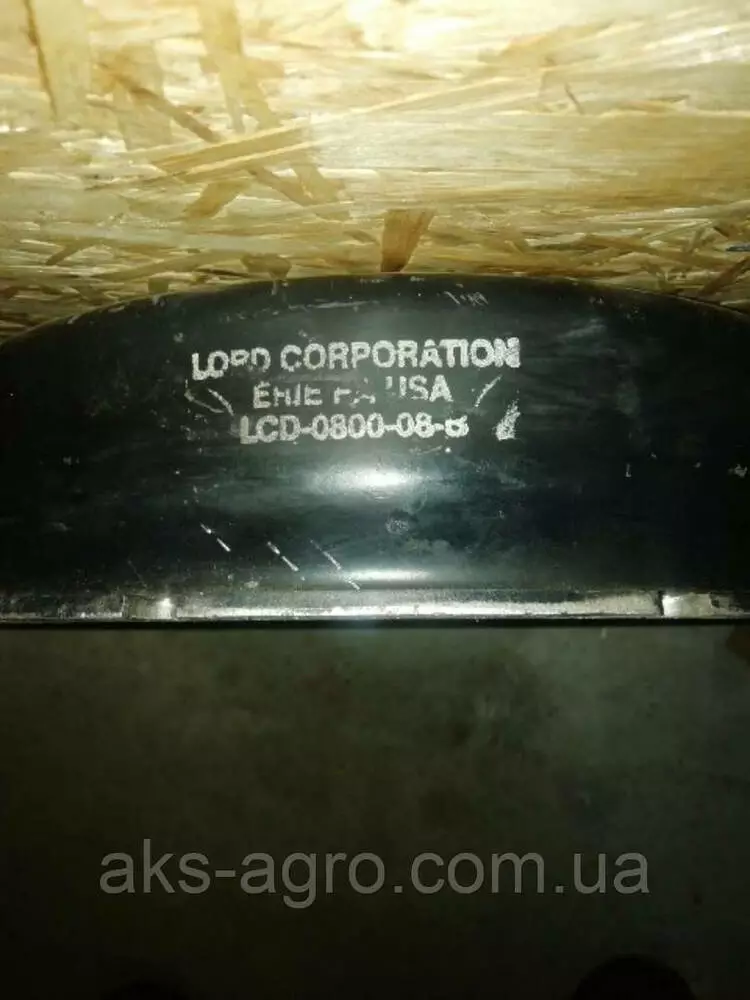 LORD CORPORATION
ERIE PA USA
LCD-0800-08-
aks-agro.com.ua